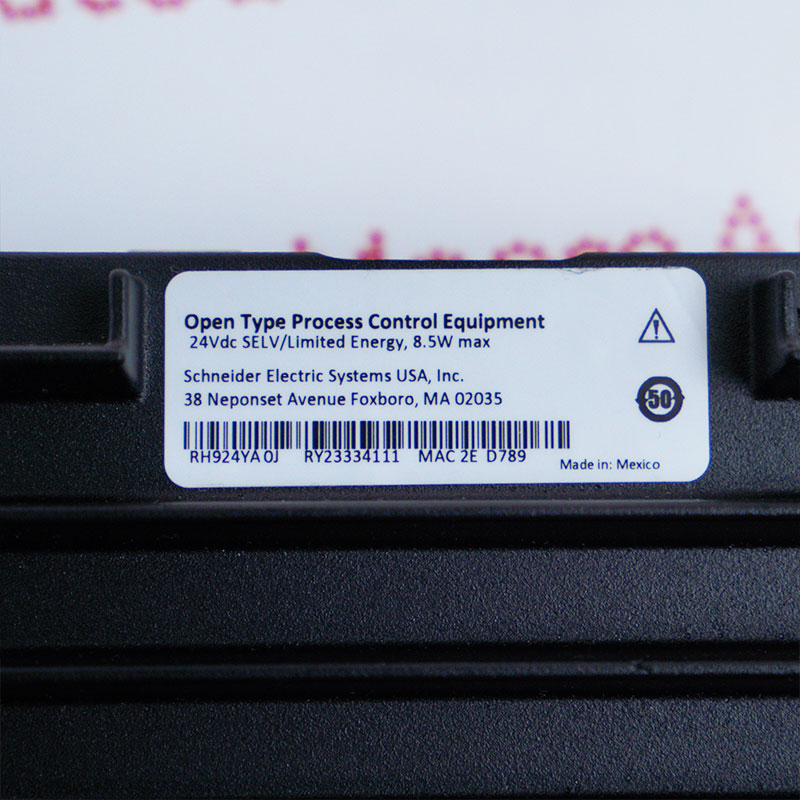 Open Type Process Control Equipment
24Vdc SELV/Limited Energy, 8.5W max
Schneider Electric Systems USA, Inc.
38 Neponset Avenue Foxboro, MA 02035
50
RH924YA 0J RY23334111 MAC 2E D789
Made in: Mexico